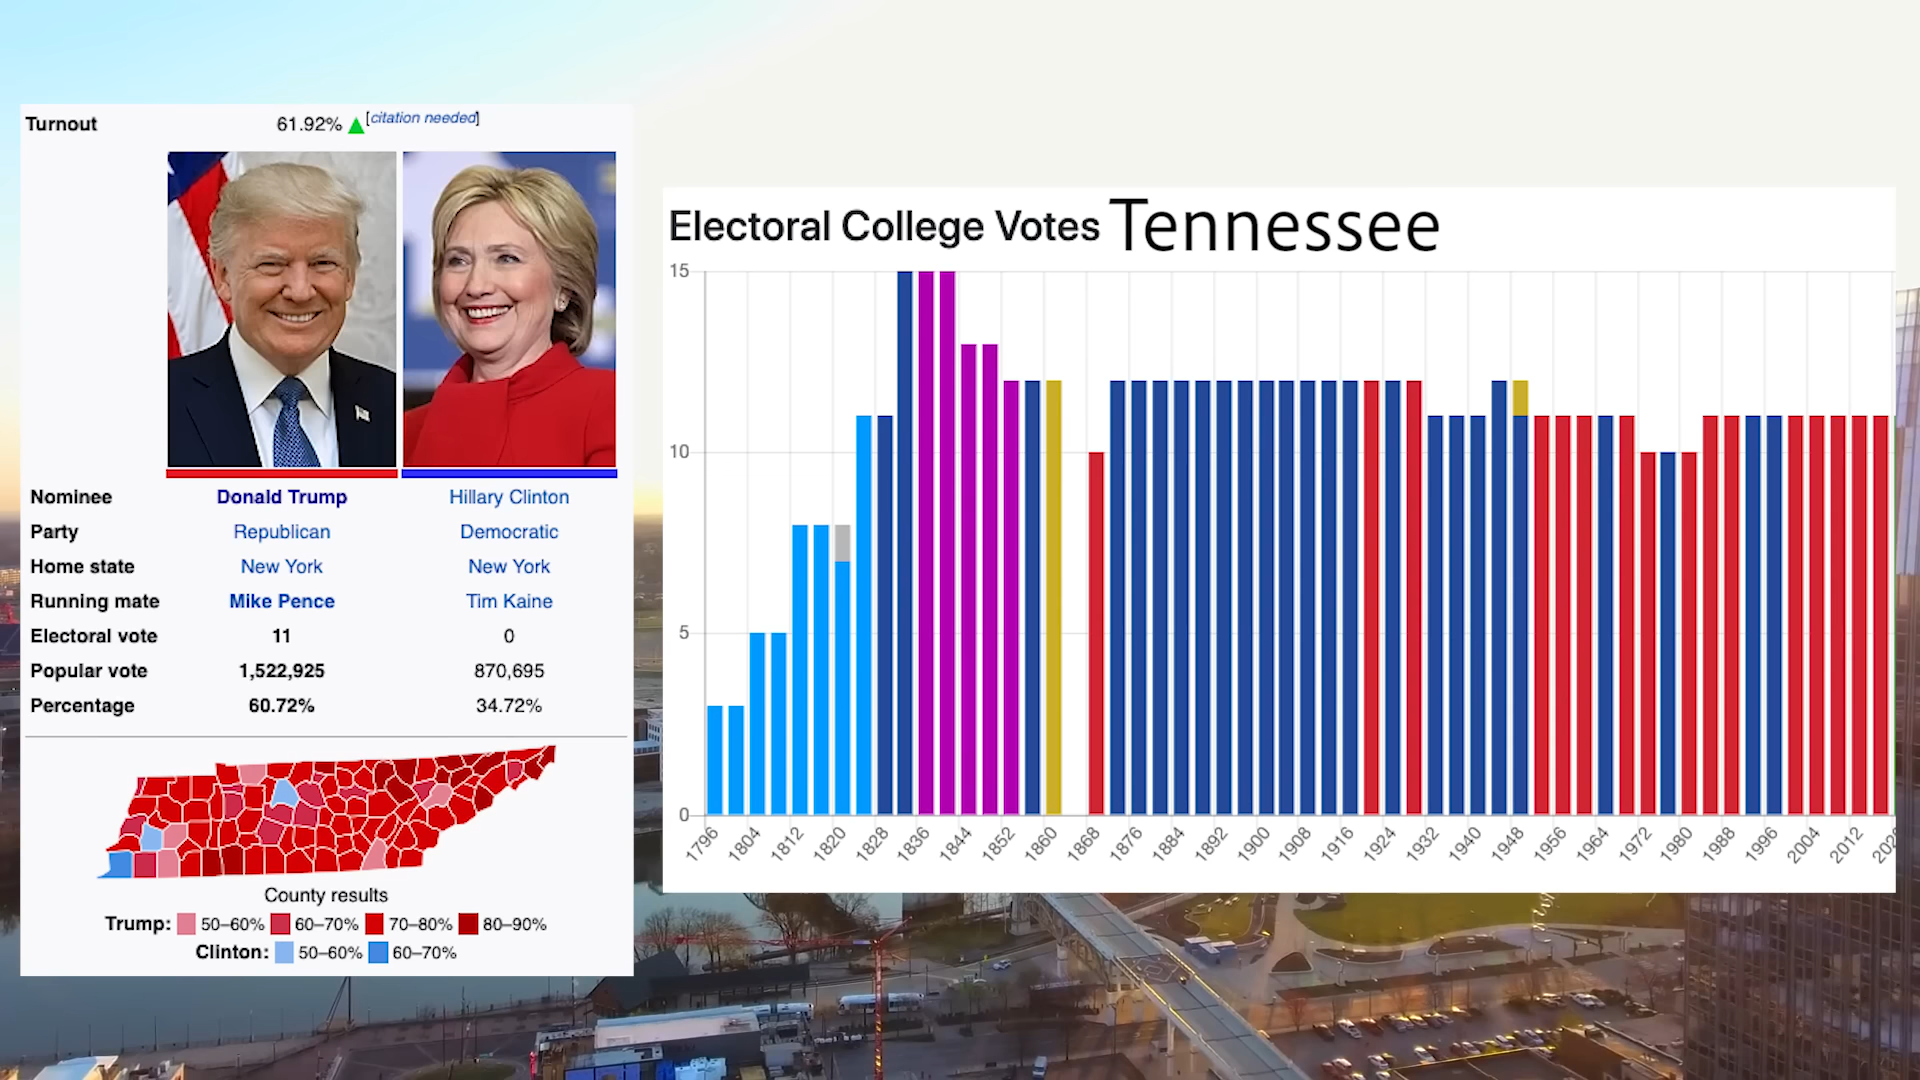 Turnout 61.92% [citation needed]
Nominee Donald Trump Hillary Clinton
Party Republican Democratic
Home state New York New York
Running mate Mike Pence Tim Kaine
Electoral vote 11 0
Popular vote 1,522,925 870,695
Percentage 60.72% 34.72%
County results
Trump: 50–60% 60–70% 70–80% 80–90%
Clinton: 50–60% 60–70%
Electoral College Votes Tennessee
15
10
5
0
1796 1804 1812 1820 1828 1836 1844 1852 1860 1868 1876 1884 1892 1900 1908 1916 1924 1932 1940 1948 1956 1964 1972 1980 1988 1996 2004 2012